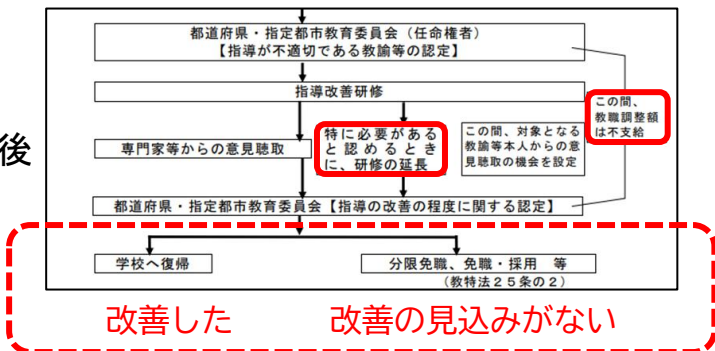 都道府県・指定都市教育委員会（任命権者）
【指導が不適切である教諭等の認定】
指導改善研修
この間、
教職調整額
は不支給
後
専門家等からの意見聴取
特に必要がある
と認めるとき
に、研修の延長
この間、対象となる
教諭等本人からの意
見聴取の機会を設定
都道府県・指定都市教育委員会【指導の改善の程度に関する認定】
学校へ復帰
分限免職、免職・採用　等
（教特法２５条の２）
改善した
改善の見込みがない